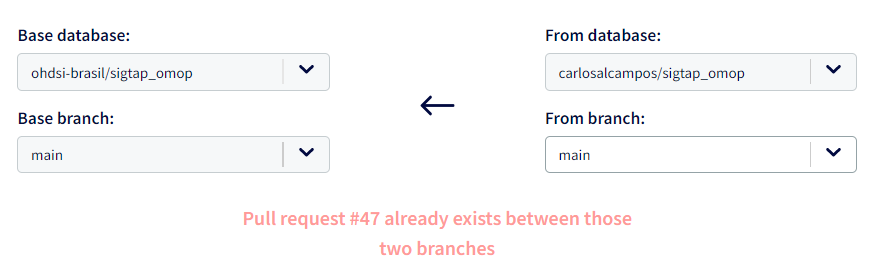 Base database:
ohdsi-brasil/sigtap_omop
Base branch:
main
From database:
carlosalcampos/sigtap_omop
From branch:
main
Pull request #47 already exists between those
two branches